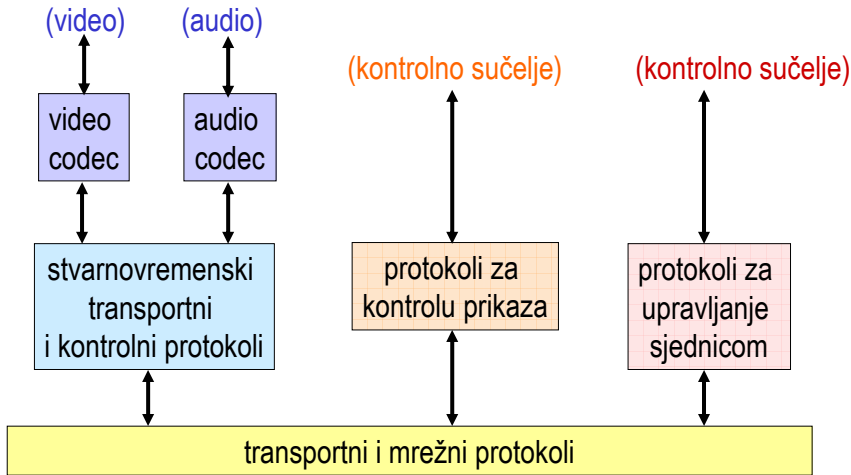 (video)
(audio)
(kontrolno sučelje)
(kontrolno sučelje)
video
codec
audio
codec
stvarnovremenski
transportni
i kontrolni protokoli
protokoli za
kontrolu prikaza
protokoli za
upravljanje
sjednicom
transportni i mrežni protokoli